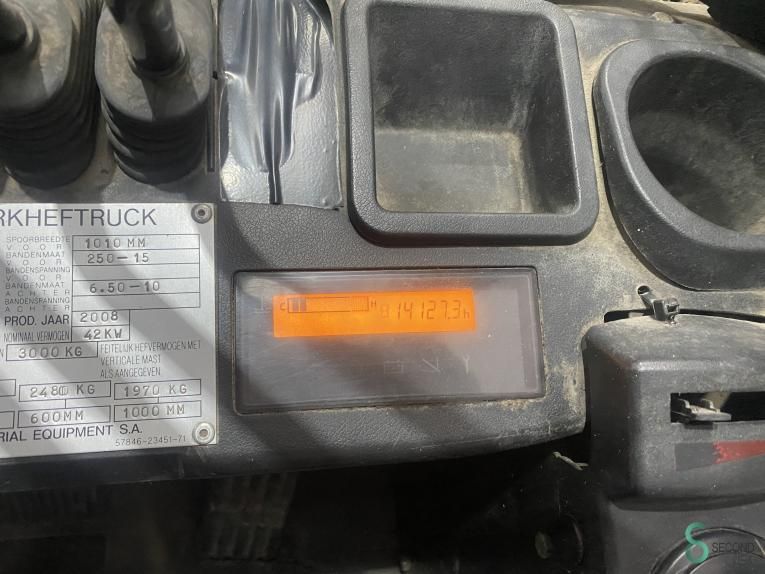 RKHEFTRUCK
SPOORBREEDTE
VOOR
1010 MM
BANDENMAAT
VOOR
250-15
BANDENSPANNING
VOOR
BANDENMAAT
ACHTER
6.50-10
BANDENSPANNING
ACHTER
PROD. JAAR 2008
NOMINAAL VERMOGEN 42KW
3000 KG
FEITELIJK HEFVERMOGEN MET
VERTICALE MAST
ALS AANGEGEVEN
2480 KG 1970 KG
600MM 1000 MM
RIAL EQUIPMENT S.A.
57846-23451-71
C H 14127.3h
SECOND